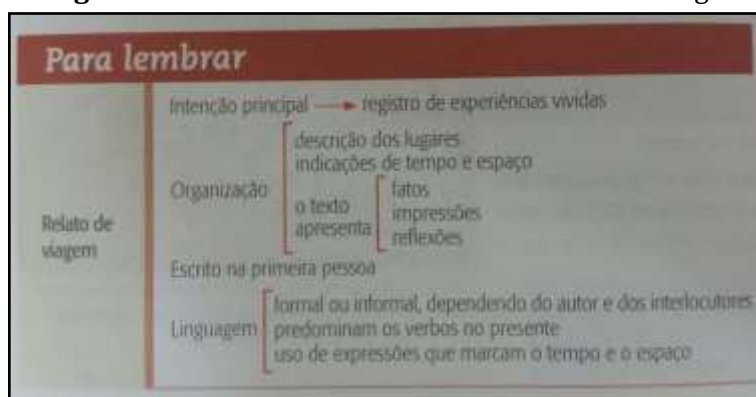 Para lembrar
Intenção principal → registro de experiências vividas
descrição dos lugares
indicações de tempo e espaço
Organização
o texto
apresenta
fatos
impressões
reflexões
Relato de
viagem
Escrito na primeira pessoa
Linguagem
formal ou informal, dependendo do autor e dos interlocutores
predominam os verbos no presente
uso de expressões que marcam o tempo e o espaço